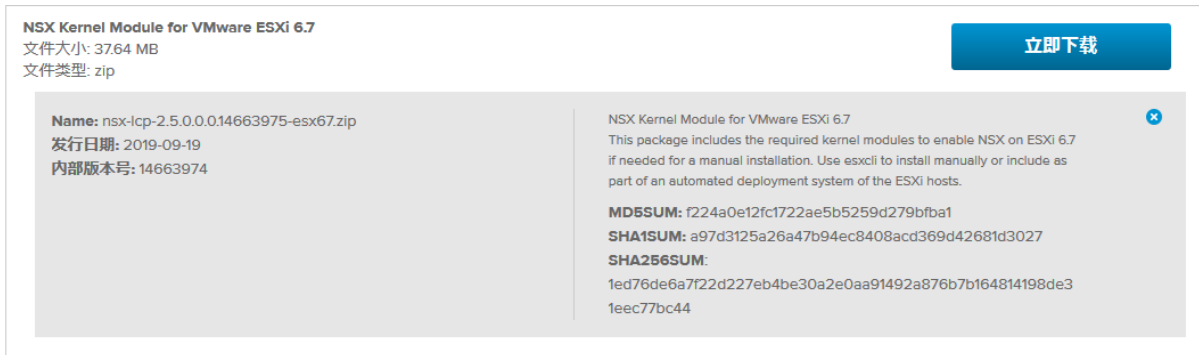 NSX Kernel Module for VMware ESXi 6.7
文件大小: 37.64 MB
文件类型: zip
立即下载
Name: nsx-lcp-2.5.0.0.0.14663975-esx67.zip
发行日期: 2019-09-19
内部版本号: 14663974
NSX Kernel Module for VMware ESXi 6.7
This package includes the required kernel modules to enable NSX on ESXi 6.7
if needed for a manual installation. Use esxcli to install manually or include as
part of an automated deployment system of the ESXi hosts.
MD5SUM: f224a0e12fc1722ae5b5259d279bfba1
SHA1SUM: a97d3125a26a47b94ec8408acd369d42681d3027
SHA256SUM:
1ed76de6a7f22d227eb4be30a2e0aa91492a876b7b164814198de3
1eec77bc44